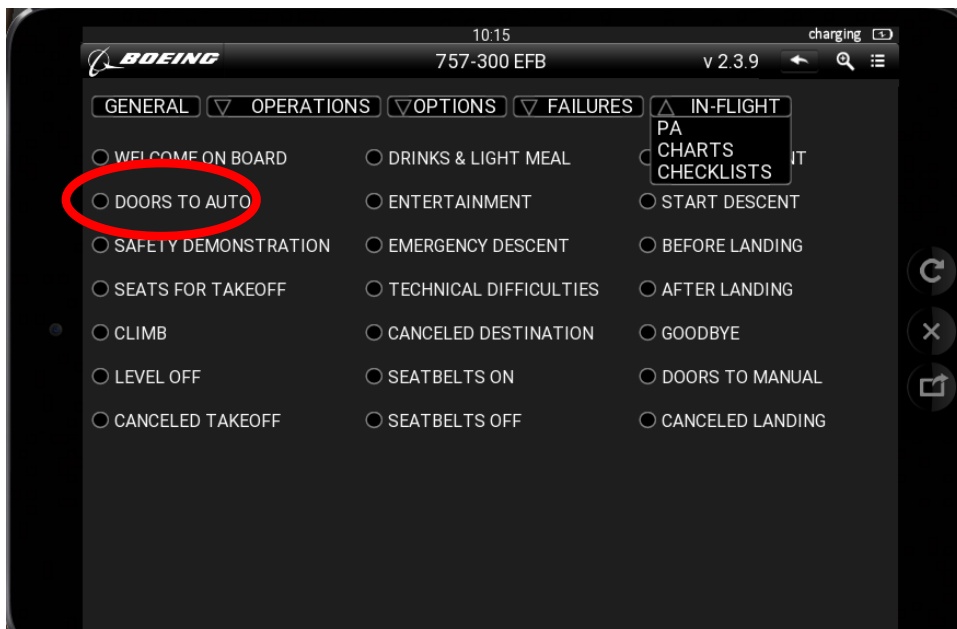 10:15 charging
BOEING 757-300 EFB v 2.3.9
GENERAL OPERATIONS OPTIONS FAILURES IN-FLIGHT
PA
CHARTS
CHECKLISTS
WELCOME ON BOARD DRINKS & LIGHT MEAL NT
DOORS TO AUTO ENTERTAINMENT START DESCENT
SAFETY DEMONSTRATION EMERGENCY DESCENT BEFORE LANDING
SEATS FOR TAKEOFF TECHNICAL DIFFICULTIES AFTER LANDING
CLIMB CANCELED DESTINATION GOODBYE
LEVEL OFF SEATBELTS ON DOORS TO MANUAL
CANCELED TAKEOFF SEATBELTS OFF CANCELED LANDING